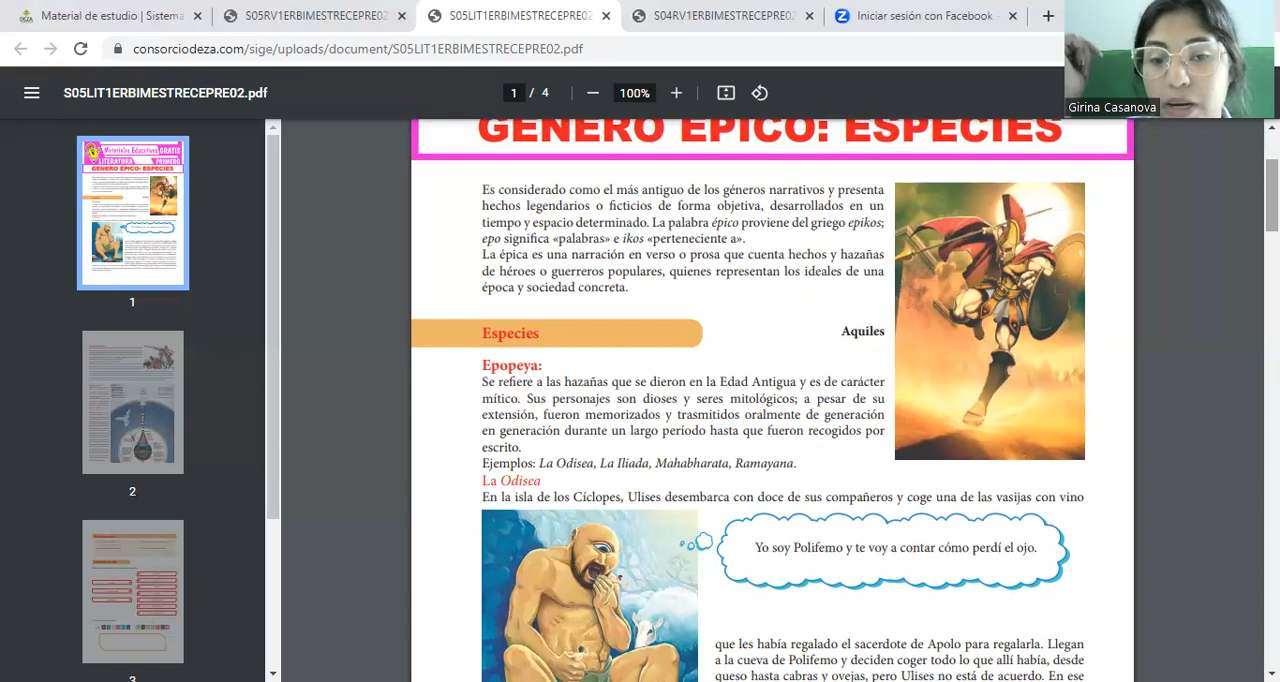 Material de estudio | Sistema
S05RV1ERBIMESTRECEPRE02
S05LIT1ERBIMESTRECEPRE02
S04RV1ERBIMESTRECEPRE02
Iniciar sesión con Facebook
consorciodeza.com/sige/uploads/document/S05LIT1ERBIMESTRECEPRE02.pdf
Girina Casanova
S05LIT1ERBIMESTRECEPRE02.pdf
1 / 4
100%
Materiales Educativos GRATIS
LITERATURA PRIMERO
GENERO EPICO: ESPECIES
1
2
3
GENERO EPICO: ESPECIES
Es considerado como el más antiguo de los géneros narrativos y presenta
hechos legendarios o ficticios de forma objetiva, desarrollados en un
tiempo y espacio determinado. La palabra épico proviene del griego epikos;
epo significa «palabras» e ikos «perteneciente a».
La épica es una narración en verso o prosa que cuenta hechos y hazañas
de héroes o guerreros populares, quienes representan los ideales de una
época y sociedad concreta.
Especies
Aquiles
Epopeya:
Se refiere a las hazañas que se dieron en la Edad Antigua y es de carácter
mítico. Sus personajes son dioses y seres mitológicos; a pesar de su
extensión, fueron memorizados y trasmitidos oralmente de generación
en generación durante un largo período hasta que fueron recogidos por
escrito.
Ejemplos: La Odisea, La Iliada, Mahabharata, Ramayana.
La Odisea
En la isla de los Cíclopes, Ulises desembarca con doce de sus compañeros y coge una de las vasijas con vino
Yo soy Polifemo y te voy a contar cómo perdí el ojo.
que les había regalado el sacerdote de Apolo para regalarla. Llegan
a la cueva de Polifemo y deciden coger todo lo que allí había, desde
queso hasta cabras y ovejas, pero Ulises no está de acuerdo. En ese